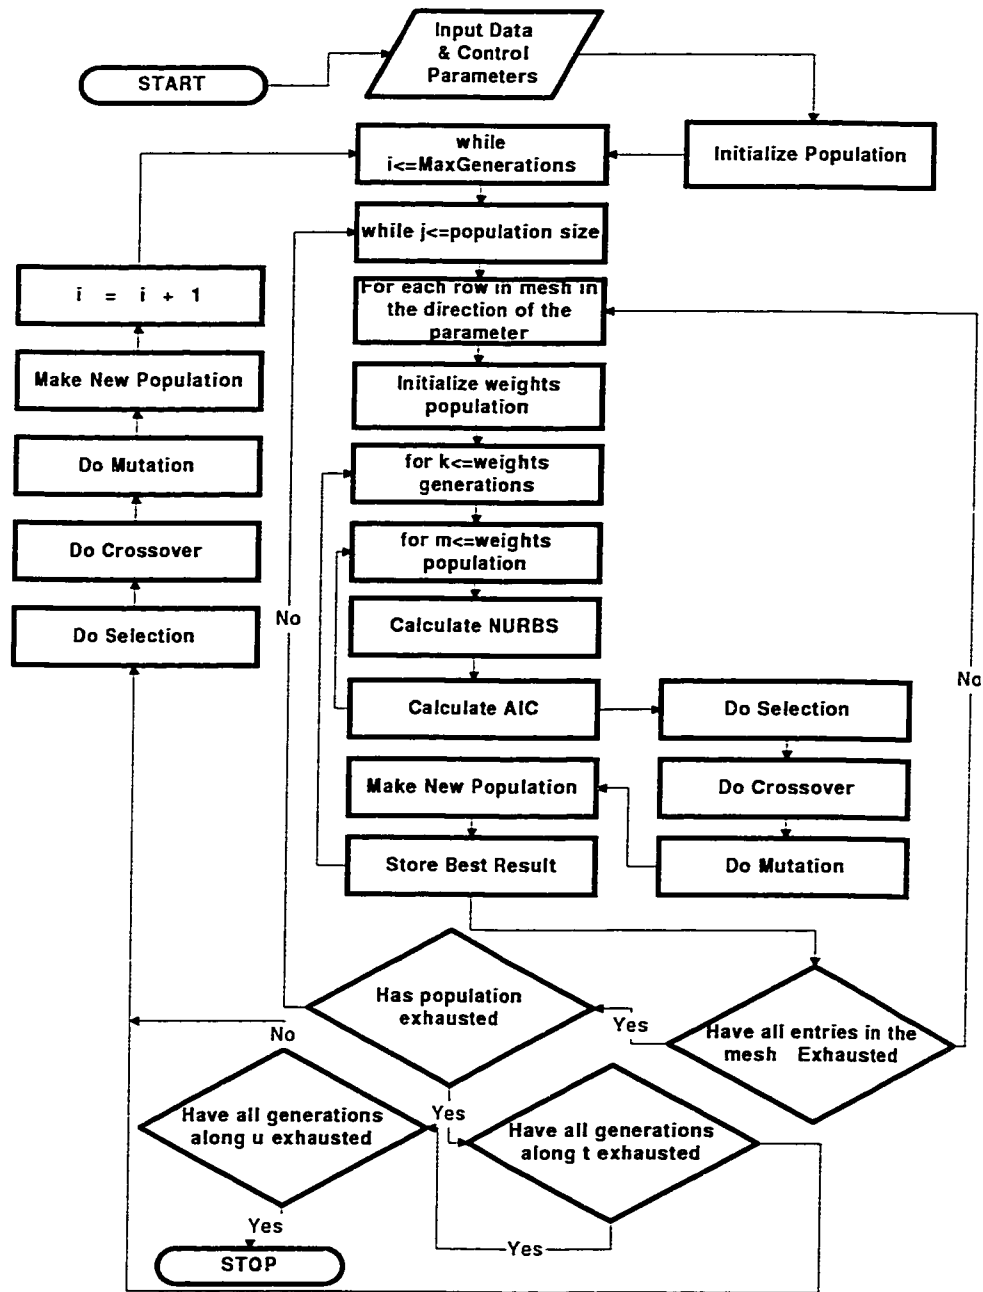 Input Data
& Control
Parameters
START
while
i<=MaxGenerations
Initialize Population
while j<=population size
i = i + 1
For each row in mesh in
the direction of the
parameter
Make New Population
Initialize weights
population
Do Mutation
for k<=weights
generations
Do Crossover
for m<=weights
population
No
Do Selection
Calculate NURBS
No
Calculate AIC
Do Selection
Make New Population
Do Crossover
Store Best Result
Do Mutation
Has population
exhausted
Yes
No
Have all entries in the
mesh Exhausted
Have all generations
along u exhausted
Yes
Have all generations
along t exhausted
Yes
Yes
STOP